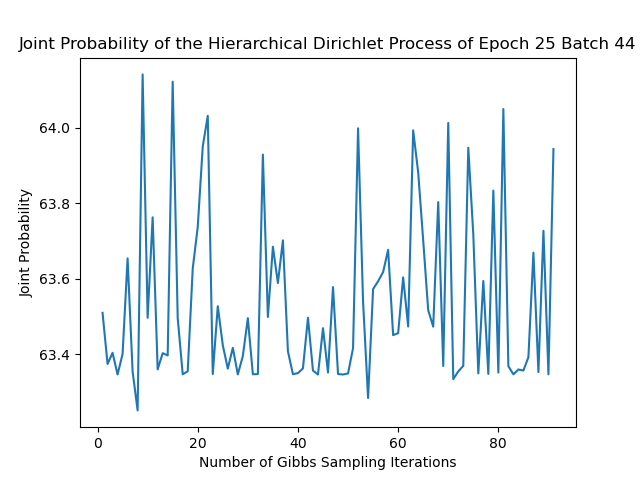 Joint Probability of the Hierarchical Dirichlet Process of Epoch 25 Batch 44
64.0
63.8
63.6
63.4
Joint Probability
0 20 40 60 80
Number of Gibbs Sampling Iterations